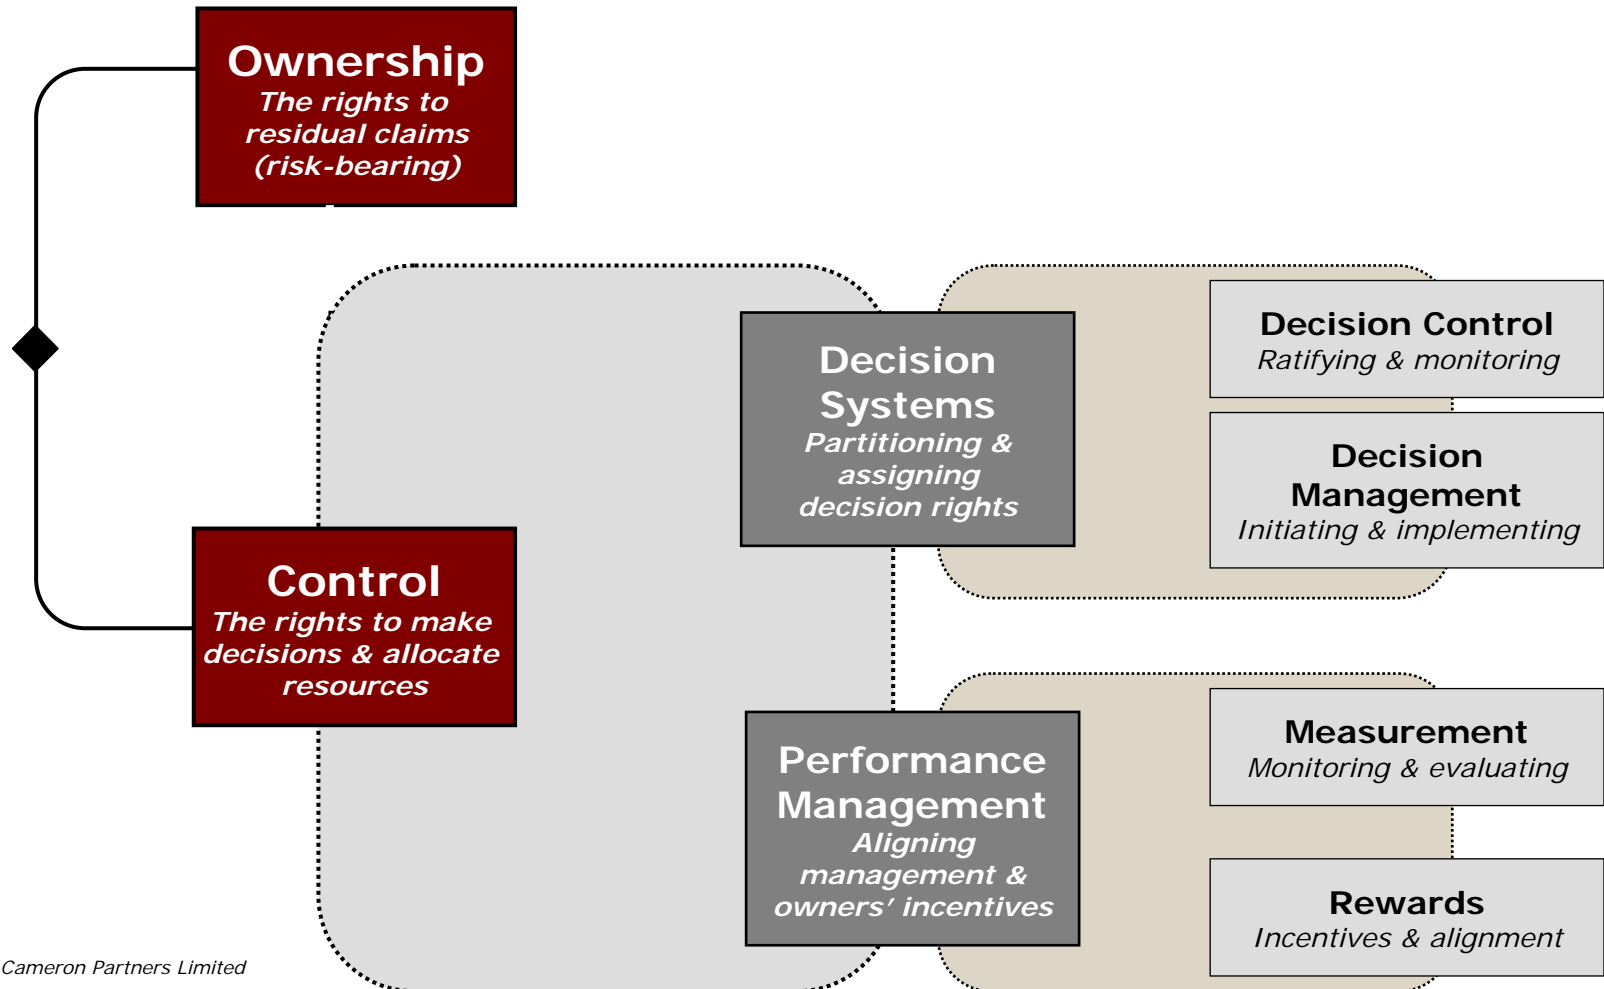 Ownership
The rights to
residual claims
(risk-bearing)
Control
The rights to make
decisions & allocate
resources
Decision
Systems
Partitioning &
assigning
decision rights
Performance
Management
Aligning
management &
owners’ incentives
Decision Control
Ratifying & monitoring
Decision
Management
Initiating & implementing
Measurement
Monitoring & evaluating
Rewards
Incentives & alignment
Cameron Partners Limited